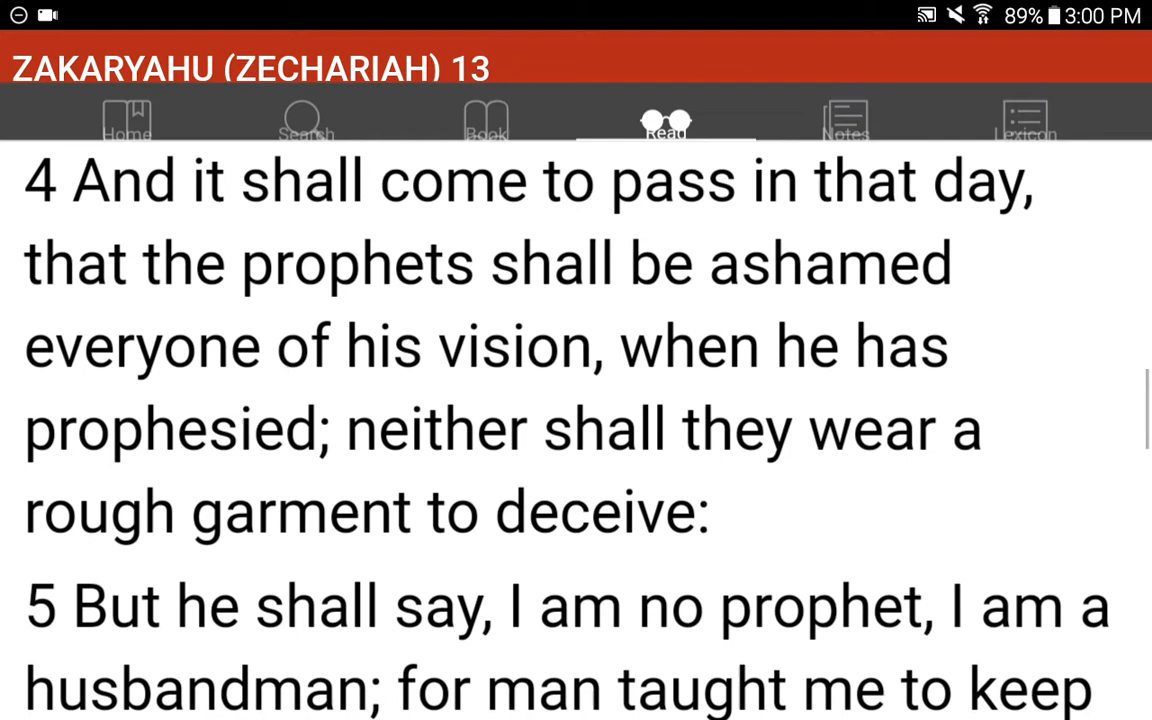 89% 3:00 PM
ZAKARYAHU (ZECHARIAH) 13
Home Search Book Read Notes Lexicon
4 And it shall come to pass in that day,
that the prophets shall be ashamed
everyone of his vision, when he has
prophesied; neither shall they wear a
rough garment to deceive:
5 But he shall say, I am no prophet, I am a
husbandman; for man taught me to keep